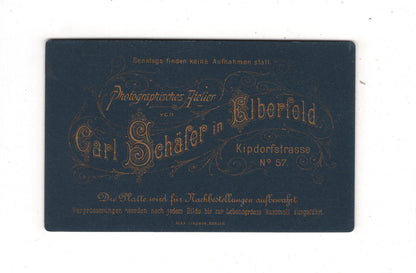 Sonntags finden keine Aufnahmen statt.
Photographisches Atelier
von
Carl Schäfer in Elberfeld
Kipdorfstrasse
No 57.
Die Platte wird für Nachbestellungen aufbewahrt
Vergrösserungen werden nach jedem Bilde bis zur Lebensgrösse kunstvoll ausgeführt.